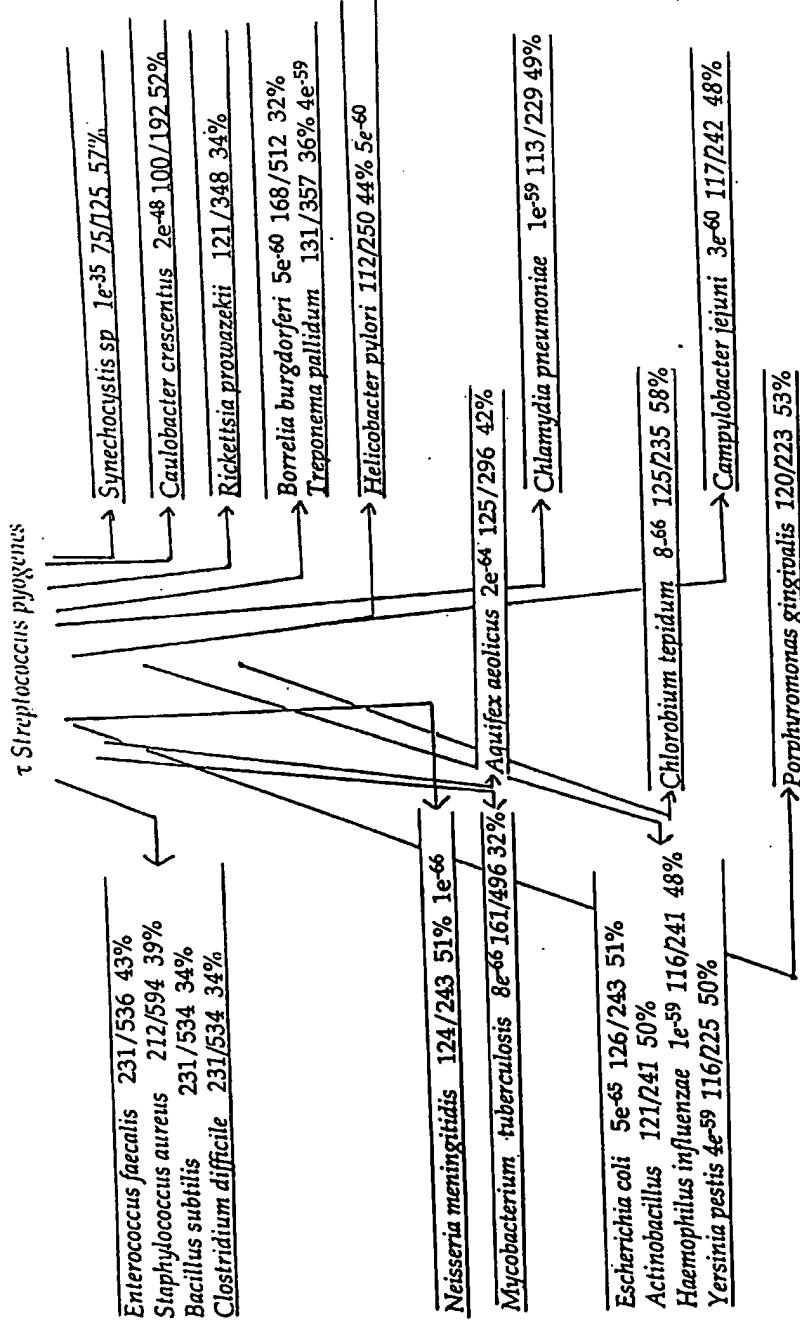 τ Streptococcus pyogenes
Enterococcus faecalis 231/536 43%
Staphylococcus aureus 212/594 39%
Bacillus subtilis 231/534 34%
Clostridium difficile 231/534 34%
Neisseria meningitidis 124/243 51% 1e-66
Mycobacterium tuberculosis 8e-66 161/496 32%
Escherichia coli 5e-65 126/243 51%
Actinobacillus 121/241 50%
Haemophilus influenzae 1e-59 116/241 48%
Yersinia pestis 4e-59 116/225 50%
Synechocystis sp 1e-35 75/125 57%
Caulobacter crescentus 2e-48 100/192 52%
Rickettsia prowazekii 121/348 34%
Borrelia burgdorferi 5e-60 168/512 32%
Treponema pallidum 131/357 36% 4e-59
Helicobacter pylori 112/250 44% 5e-60
Aquifex aeolicus 2e-64 125/296 42%
Chlamydia pneumoniae 1e-59 113/229 49%
Chlorobium tepidum 8-66 125/235 58%
Campylobacter jejuni 3e-60 117/242 48%
Porphyromonas gingivalis 120/223 53%